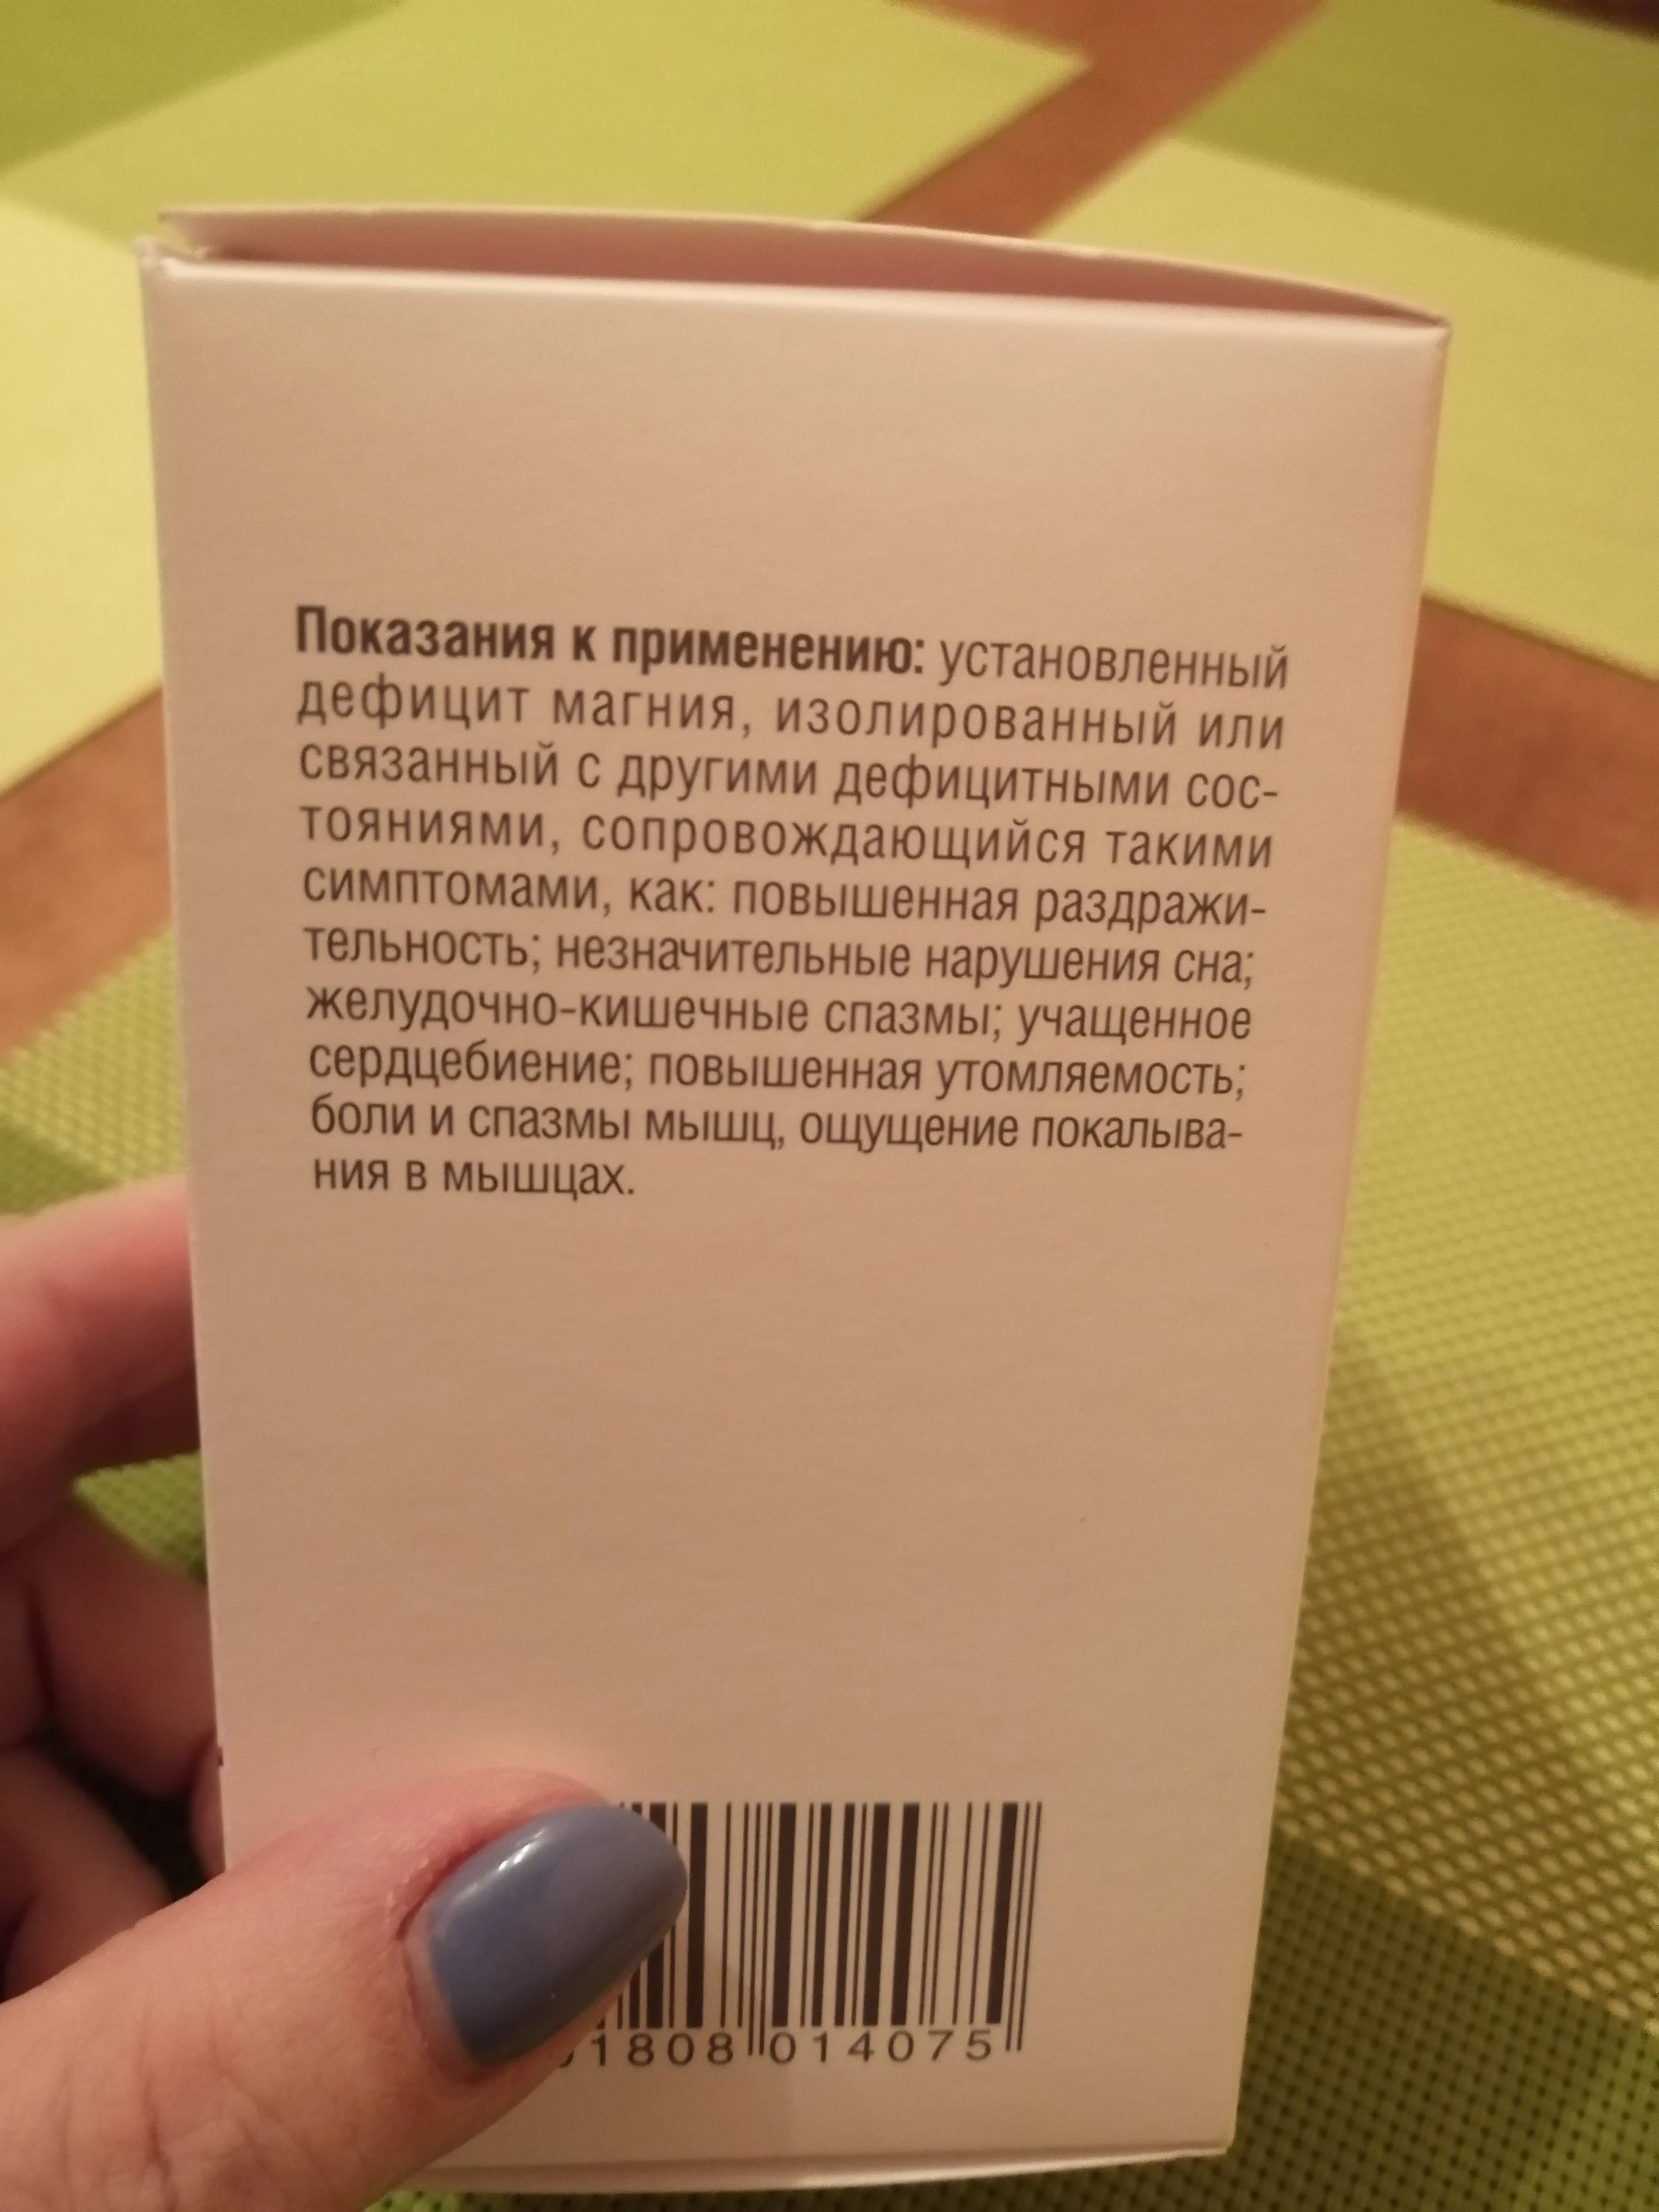 Показания к применению: установленный
дефицит магния, изолированный или
связанный с другими дефицитными сос-
тояниями, сопровождающийся такими
симптомами, как: повышенная раздражи-
тельность; незначительные нарушения сна;
желудочно-кишечные спазмы; учащенное
сердцебиение; повышенная утомляемость;
боли и спазмы мышц, ощущение покалыва-
ния в мышцах.
1808 014075